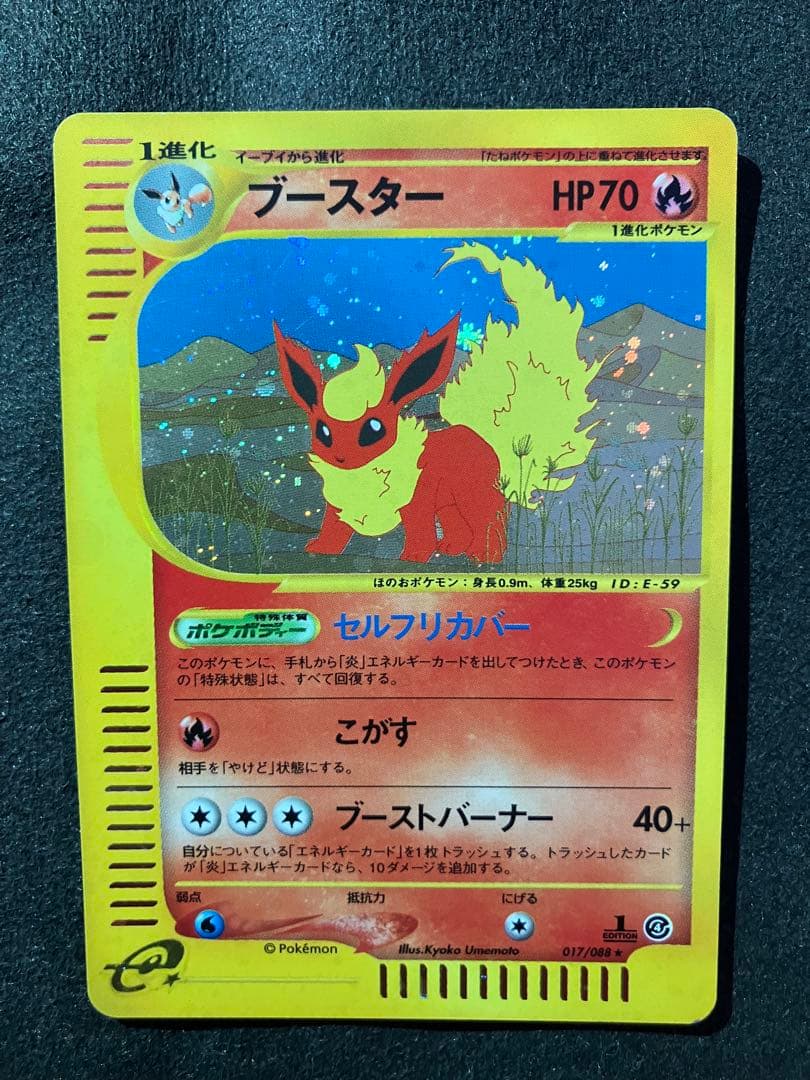 1進化
イーブイから進化
「たねポケモン」の上に重ねて進化させます。
ブースター
HP70
1進化ポケモン
ほのおポケモン：身長0.9m、体重25kg ID:E-59
特殊体質
ポケボディー
セルフリカバー
このポケモンに、手札から「炎」エネルギーカードを出してつけたとき、このポケモン
の「特殊状態」は、すべて回復する。
こがす
相手を「やけど」状態にする。
ブーストバーナー
40+
自分についている「エネルギーカード」を1枚トラッシュする。トラッシュしたカード
が「炎」エネルギーカードなら、10ダメージを追加する。
弱点
抵抗力
にげる
1
EDITION
4
e
© Pokémon
Illus.Kyoko Umemoto
017/088★